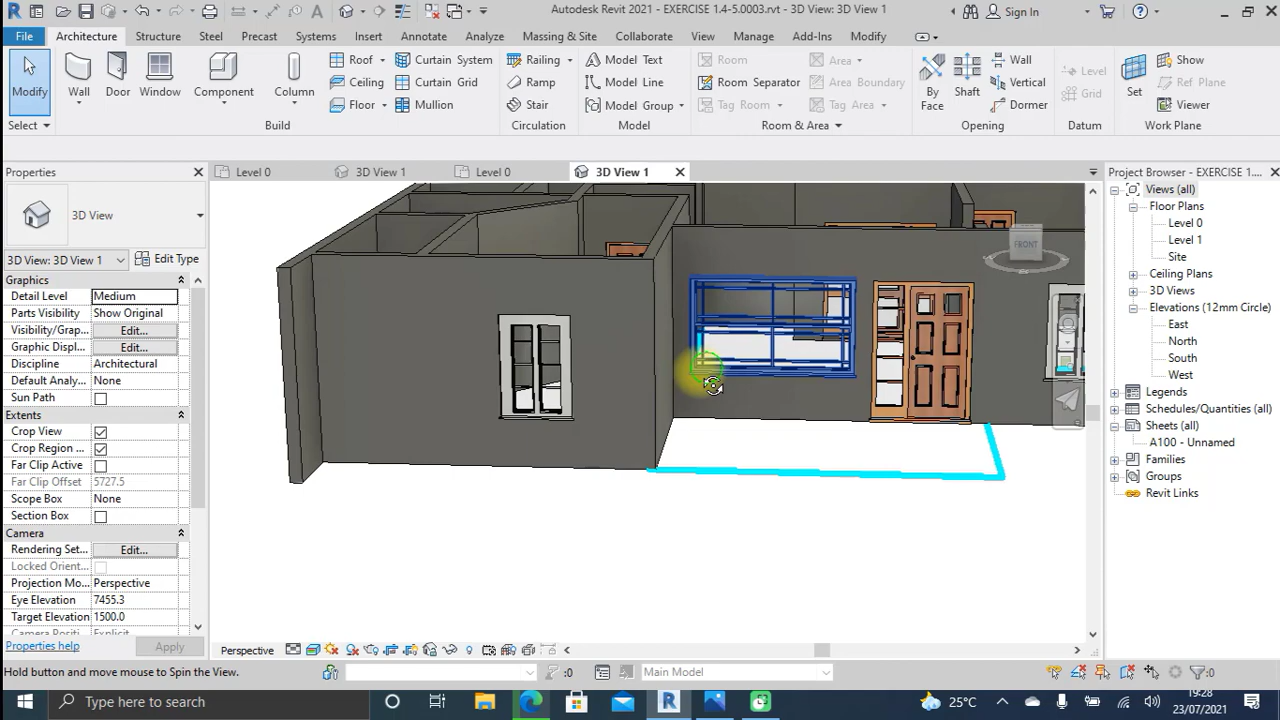 Autodesk Revit 2021 - EXERCISE 1.4-5.0003.rvt - 3D View: 3D View 1
Sign In
File Architecture Structure Steel Precast Systems Insert Annotate Analyze Massing & Site Collaborate View Manage Add-Ins Modify
Modify
Wall
Door
Window
Component
Column
Roof
Ceiling
Floor
Curtain System
Curtain Grid
Mullion
Railing
Ramp
Stair
Model Text
Model Line
Model Group
Room
Room Separator
Tag Room
Area
Area Boundary
Tag Area
By
Face
Shaft
Wall
Vertical
Dormer
Level
Grid
Set
Show
Ref Plane
Viewer
Select Build Circulation Model Room & Area Opening Datum Work Plane
Properties
3D View
3D View: 3D View 1 Edit Type
Graphics
Detail Level Medium
Parts Visibility Show Original
Visibility/Grap... Edit...
Graphic Displ... Edit...
Discipline Architectural
Default Analy... None
Sun Path
Extents
Crop View
Crop Region ...
Far Clip Active
Far Clip Offset 5727.5
Scope Box None
Section Box
Camera
Rendering Set... Edit...
Locked Orient...
Projection Mo... Perspective
Eye Elevation 7455.3
Target Elevation 1500.0
Camera Positi... Explicit
Properties help Apply
Level 0 3D View 1 Level 0 3D View 1
FRONT
Perspective
Project Browser - EXERCISE 1....
Views (all)
Floor Plans
Level 0
Level 1
Site
Ceiling Plans
3D Views
Elevations (12mm Circle)
East
North
South
West
Legends
Schedules/Quantities (all)
Sheets (all)
A100 - Unnamed
Families
Groups
Revit Links
Hold button and move mouse to Spin the View.
:0 Main Model :0
Type here to search
25°C
19:28
23/07/2021